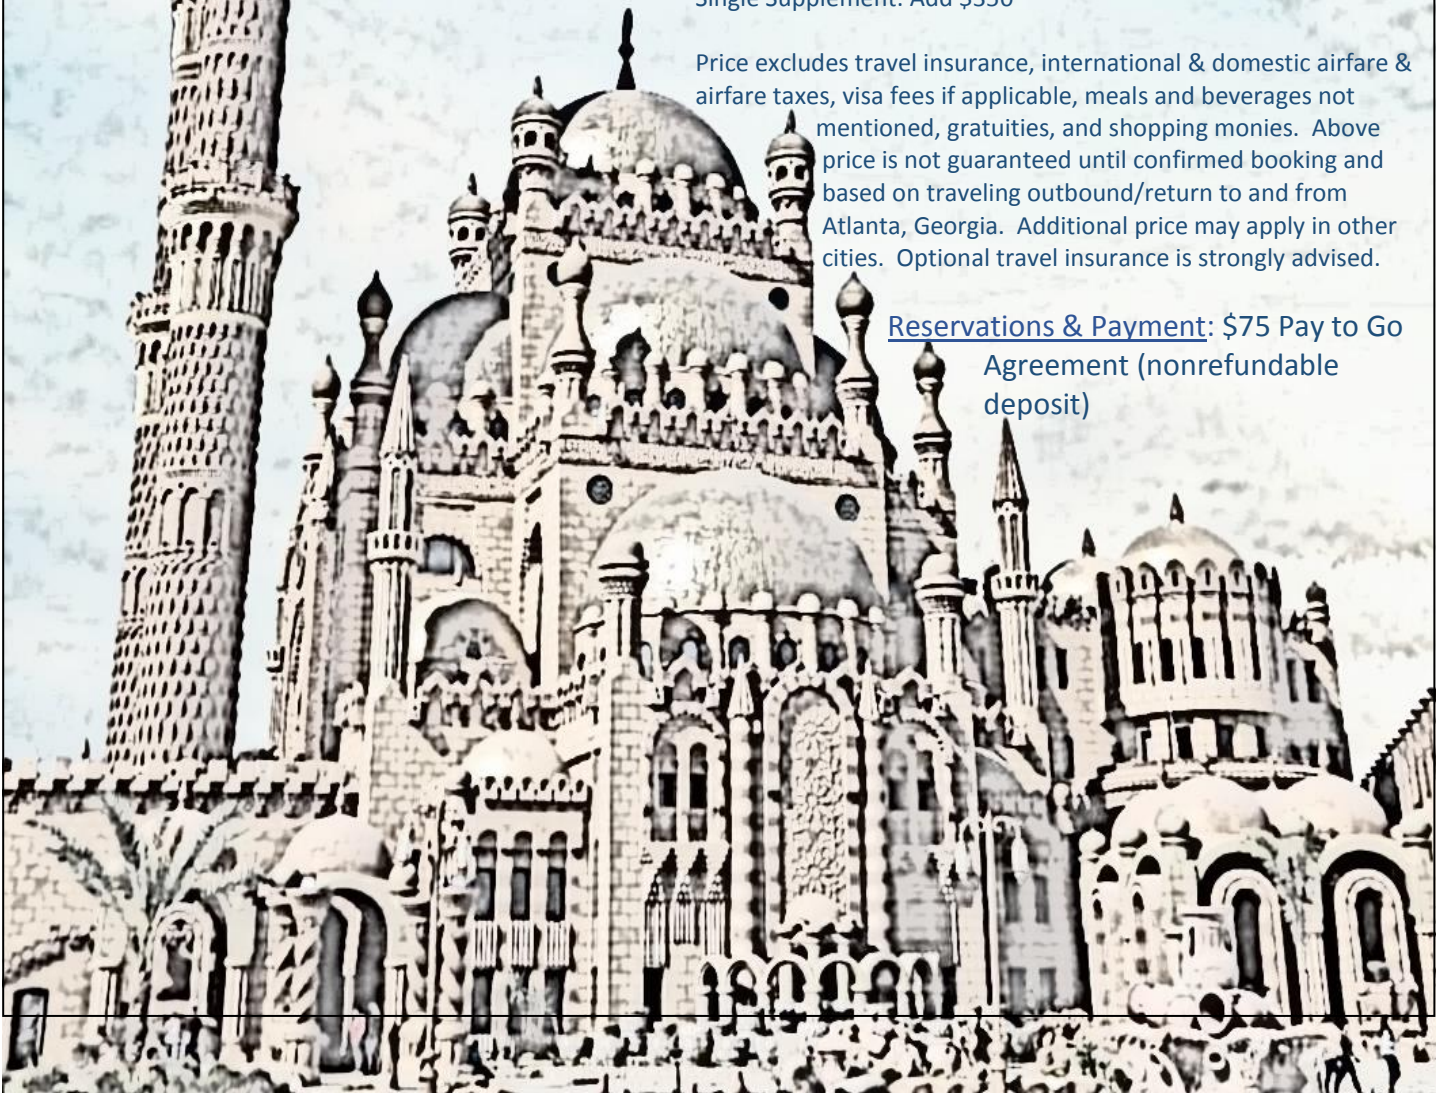 Single Supplement: Add $350
Price excludes travel insurance, international & domestic airfare &
airfare taxes, visa fees if applicable, meals and beverages not
mentioned, gratuities, and shopping monies.  Above
price is not guaranteed until confirmed booking and
based on traveling outbound/return to and from
Atlanta, Georgia.  Additional price may apply in other
cities.  Optional travel insurance is strongly advised.
Reservations & Payment: $75 Pay to Go
Agreement (nonrefundable
deposit)